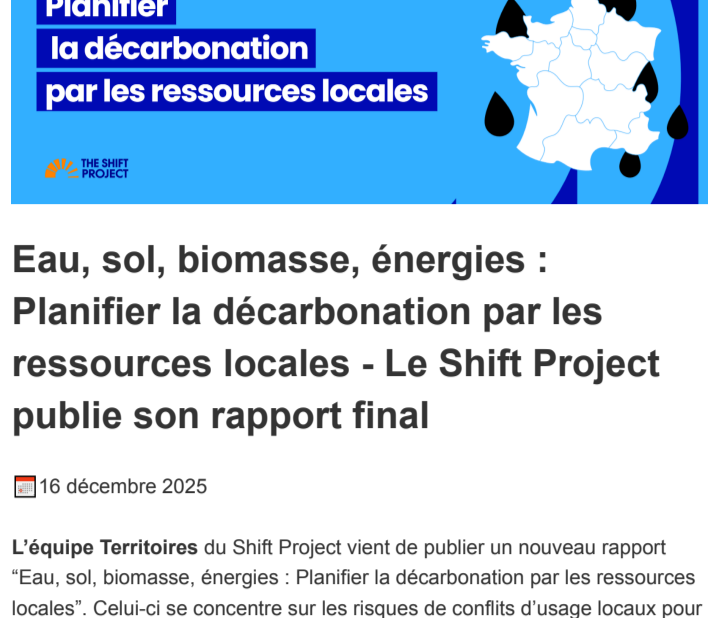 Planifier
la décarbonation
par les ressources locales
THE SHIFT
PROJECT
Eau, sol, biomasse, énergies :
Planifier la décarbonation par les
ressources locales - Le Shift Project
publie son rapport final
16 décembre 2025
L’équipe Territoires du Shift Project vient de publier un nouveau rapport
“Eau, sol, biomasse, énergies : Planifier la décarbonation par les ressources
locales”. Celui-ci se concentre sur les risques de conflits d’usage locaux pour